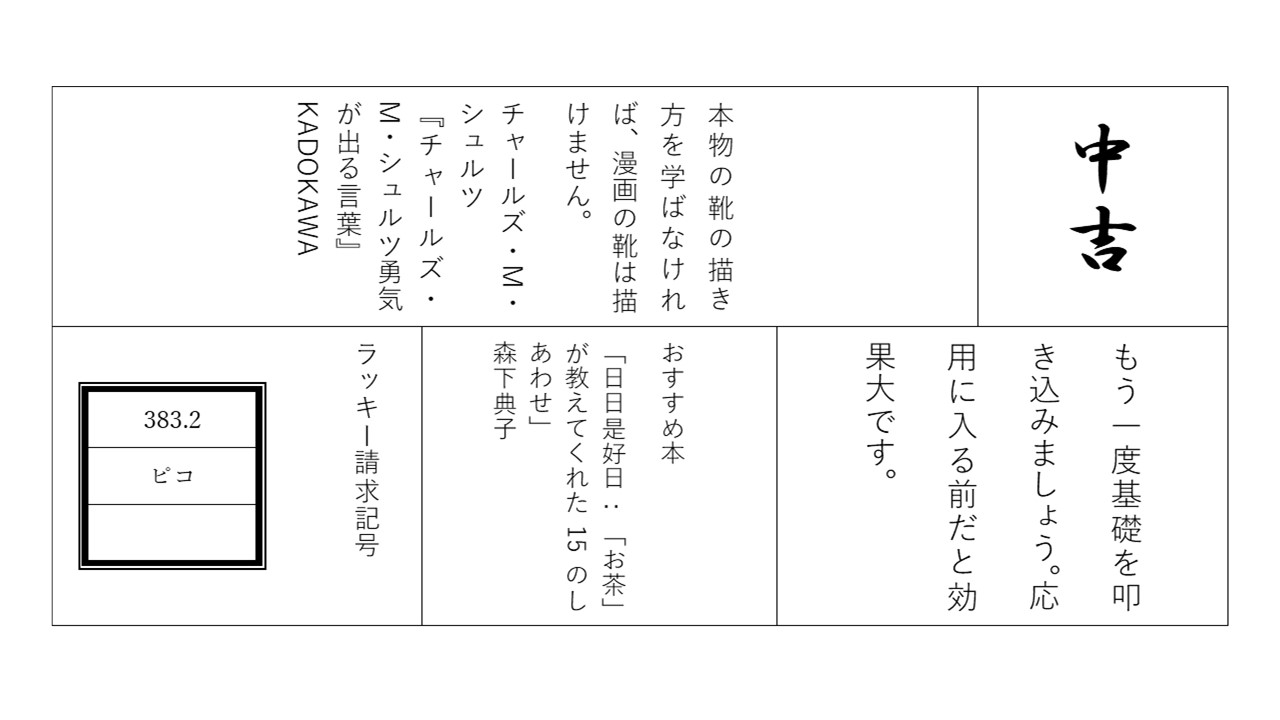 中吉
本物の靴の描き
方を学ばなけれ
ば、漫画の靴は描
けません。
チャールズ・M・
シュルツ
『チャールズ・
M・シュルツ勇気
が出る言葉』
KADOKAWA
もう一度基礎を叩
き込みましょう。応
用に入る前だと効
果大です。
おすすめ本
「日日是好日:「お茶」
が教えてくれた 15 のし
あわせ」
森下典子
ラッキー請求記号
383.2
ピコ